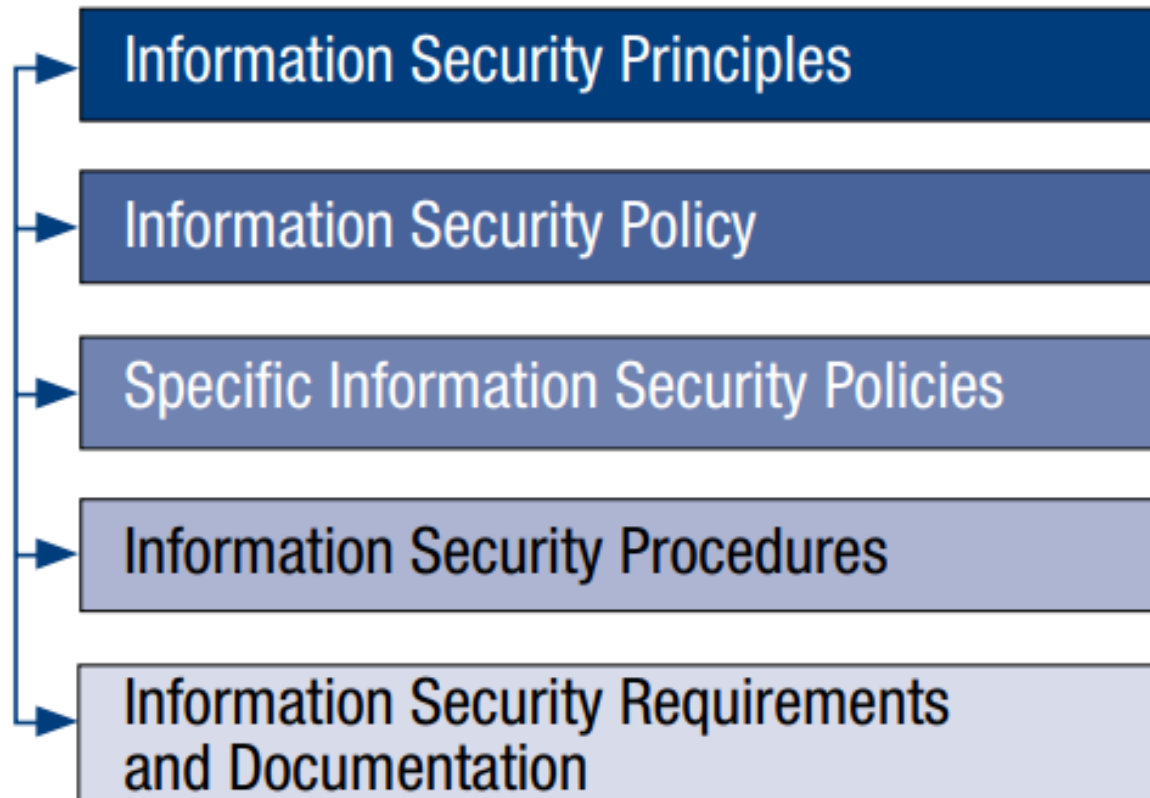 Information Security Principles
Information Security Policy
Specific Information Security Policies
Information Security Procedures
Information Security Requirements
and Documentation